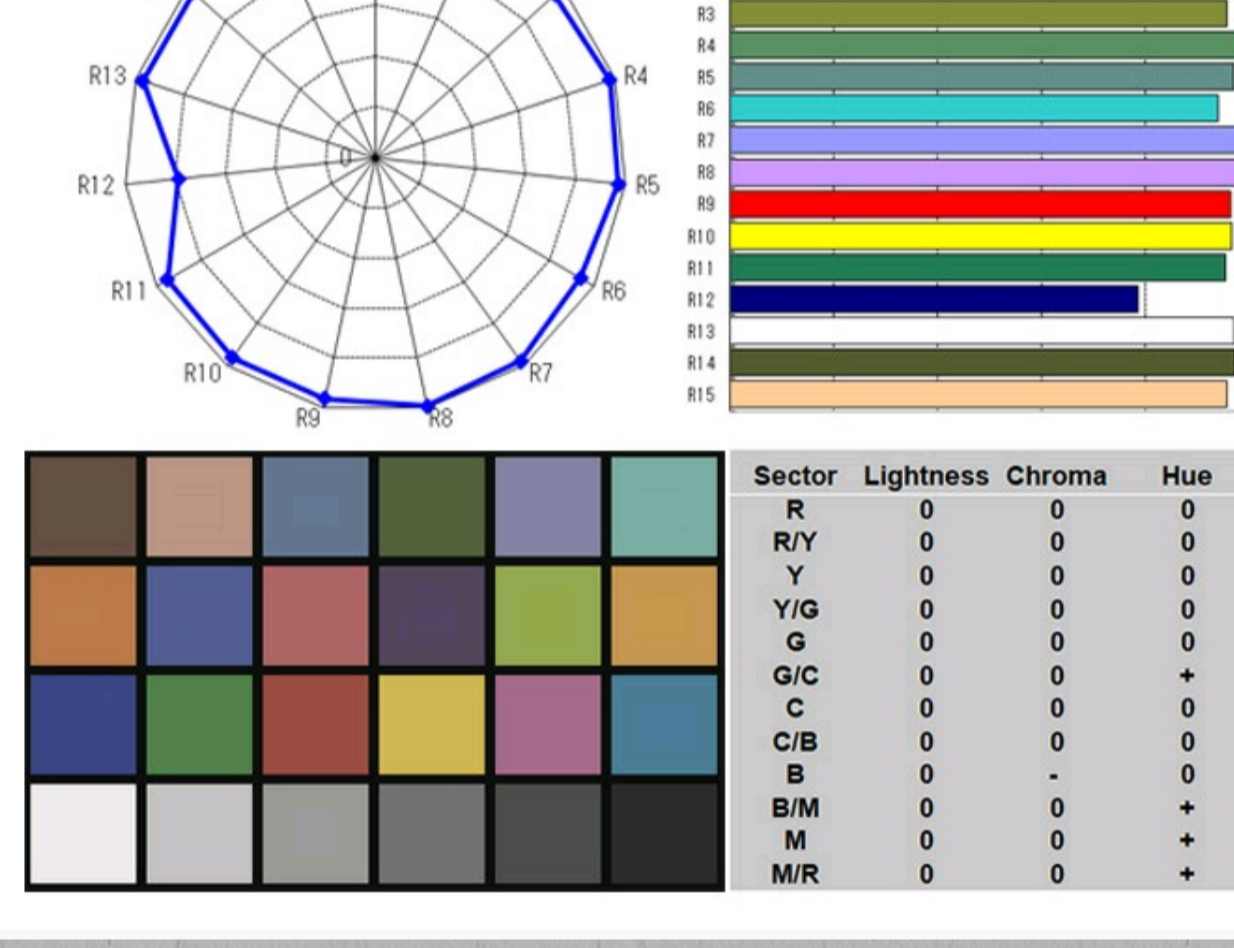 R13
R4
0
R12
R5
R11
R6
R10
R7
R9
R8
R3
R4
R5
R6
R7
R8
R9
R10
R11
R12
R13
R14
R15
Sector Lightness Chroma Hue
R 0 0 0
R/Y 0 0 0
Y 0 0 0
Y/G 0 0 0
G 0 0 0
G/C 0 0 +
C 0 0 0
C/B 0 0 0
B 0 - 0
B/M 0 0 +
M 0 0 +
M/R 0 0 +